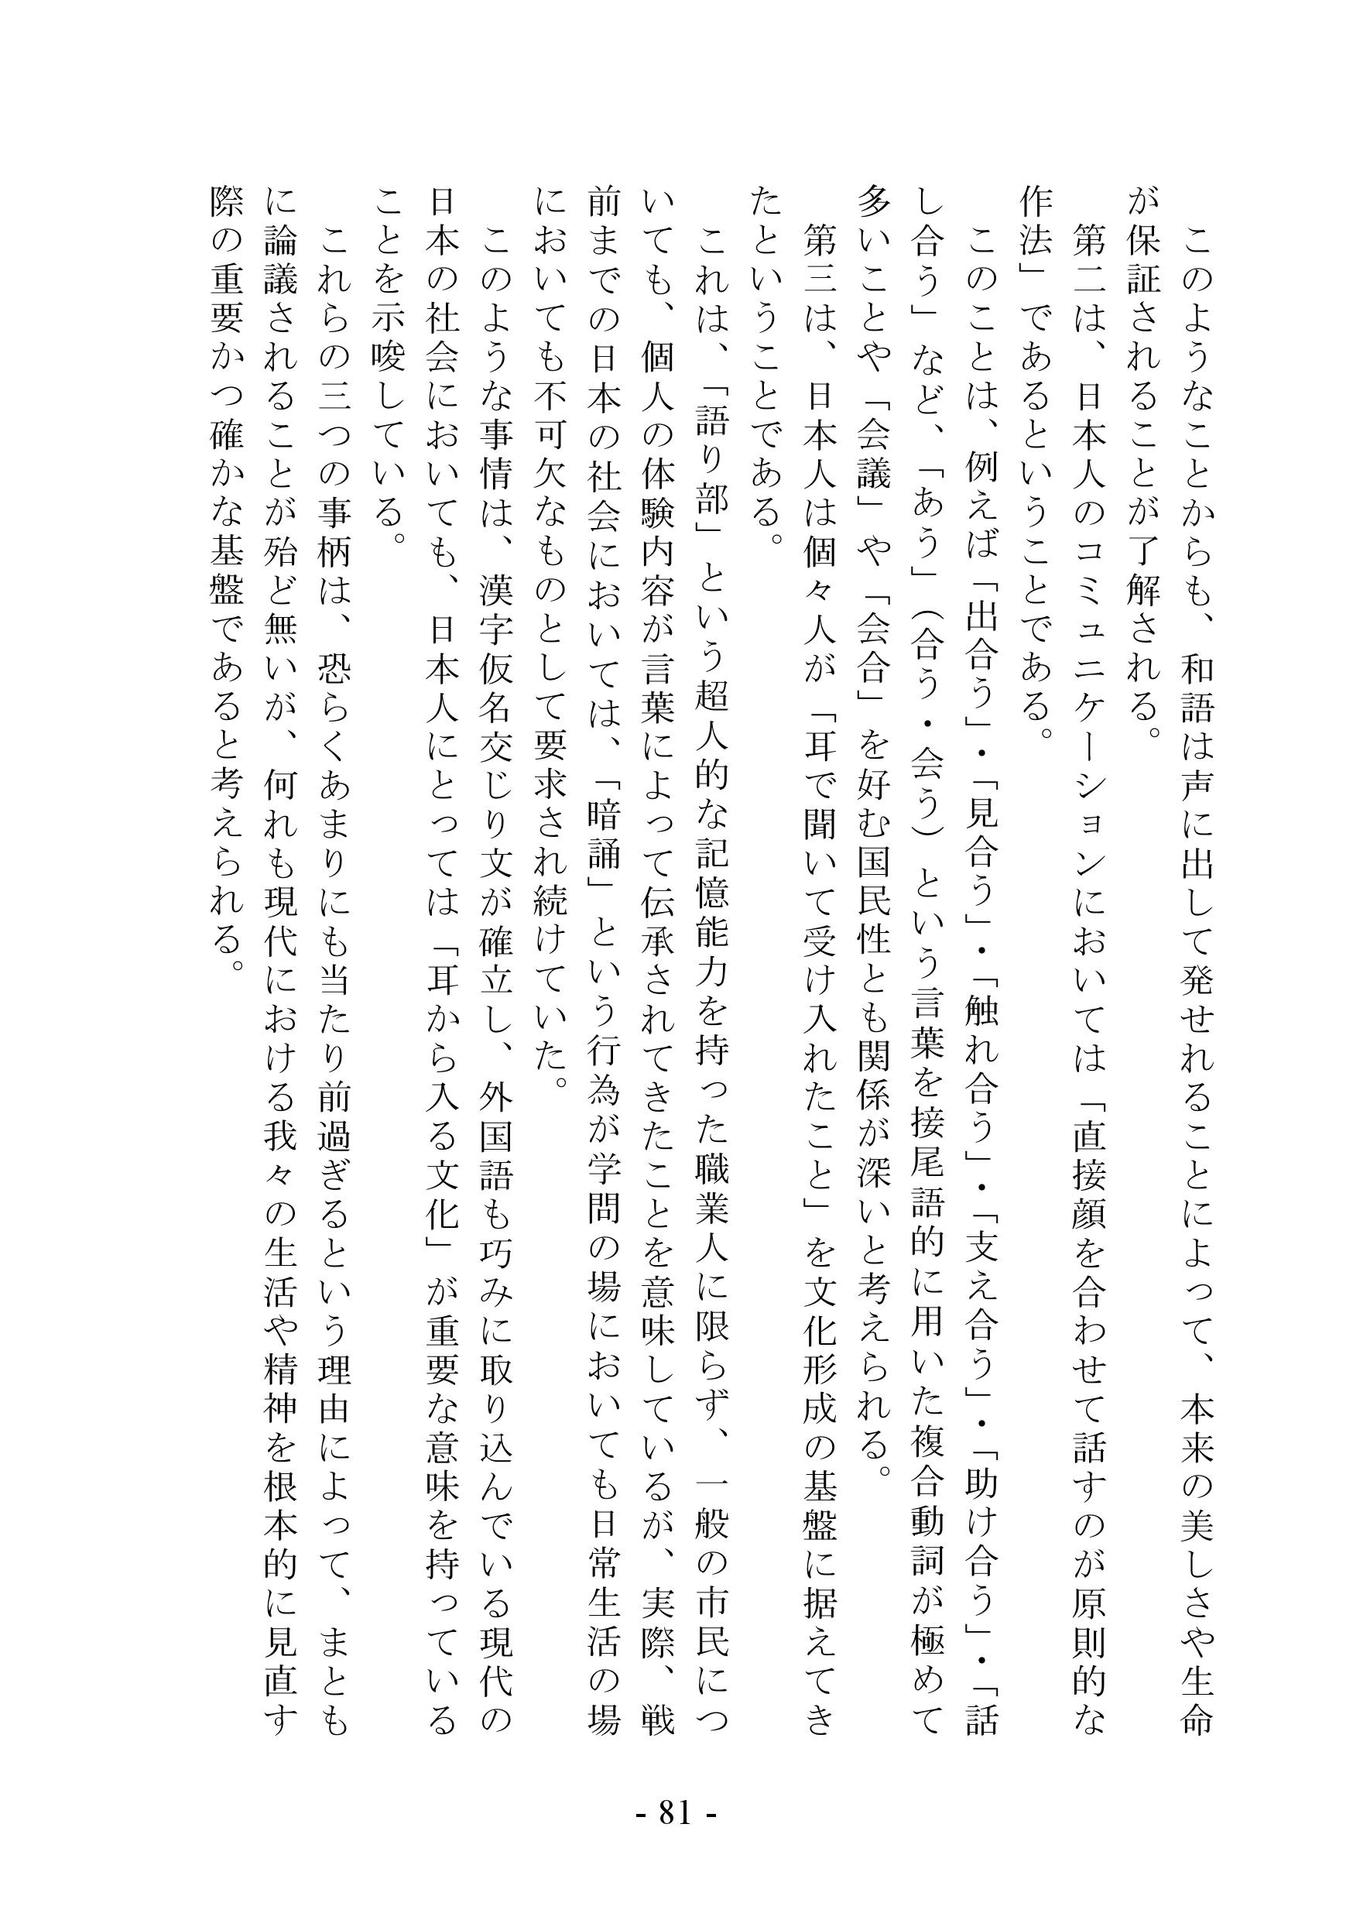 このようなことからも、和語は声に出して発せれることによって、本来の美しさや生命
が保証されることが了解される。
　第二は、日本人のコミュニケーションにおいては「直接顔を合わせて話すのが原則的な
作法」であるということである。
　このことは、例えば「出合う」・「見合う」・「触れ合う」・「支え合う」・「助け合う」・「話
し合う」など、「あう」（合う・会う）という言葉を接尾語的に用いた複合動詞が極めて
多いことや「会議」や「会合」を好む国民性とも関係が深いと考えられる。
　第三は、日本人は個々人が「耳で聞いて受け入れたこと」を文化形成の基盤に据えてき
たということである。
　これは、「語り部」という超人的な記憶能力を持った職業人に限らず、一般の市民につ
いても、個人の体験内容が言葉によって伝承されてきたことを意味しているが、実際、戦
前までの日本の社会においては、「暗誦」という行為が学問の場においても日常生活の場
においても不可欠なものとして要求され続けていた。
　このような事情は、漢字仮名交じり文が確立し、外国語も巧みに取り込んでいる現代の
日本の社会においても、日本人にとっては「耳から入る文化」が重要な意味を持っている
ことを示唆している。
　これらの三つの事柄は、恐らくあまりにも当たり前過ぎるという理由によって、まとも
に論議されることが殆ど無いが、何れも現代における我々の生活や精神を根本的に見直す
際の重要かつ確かな基盤であると考えられる。
- 81 -